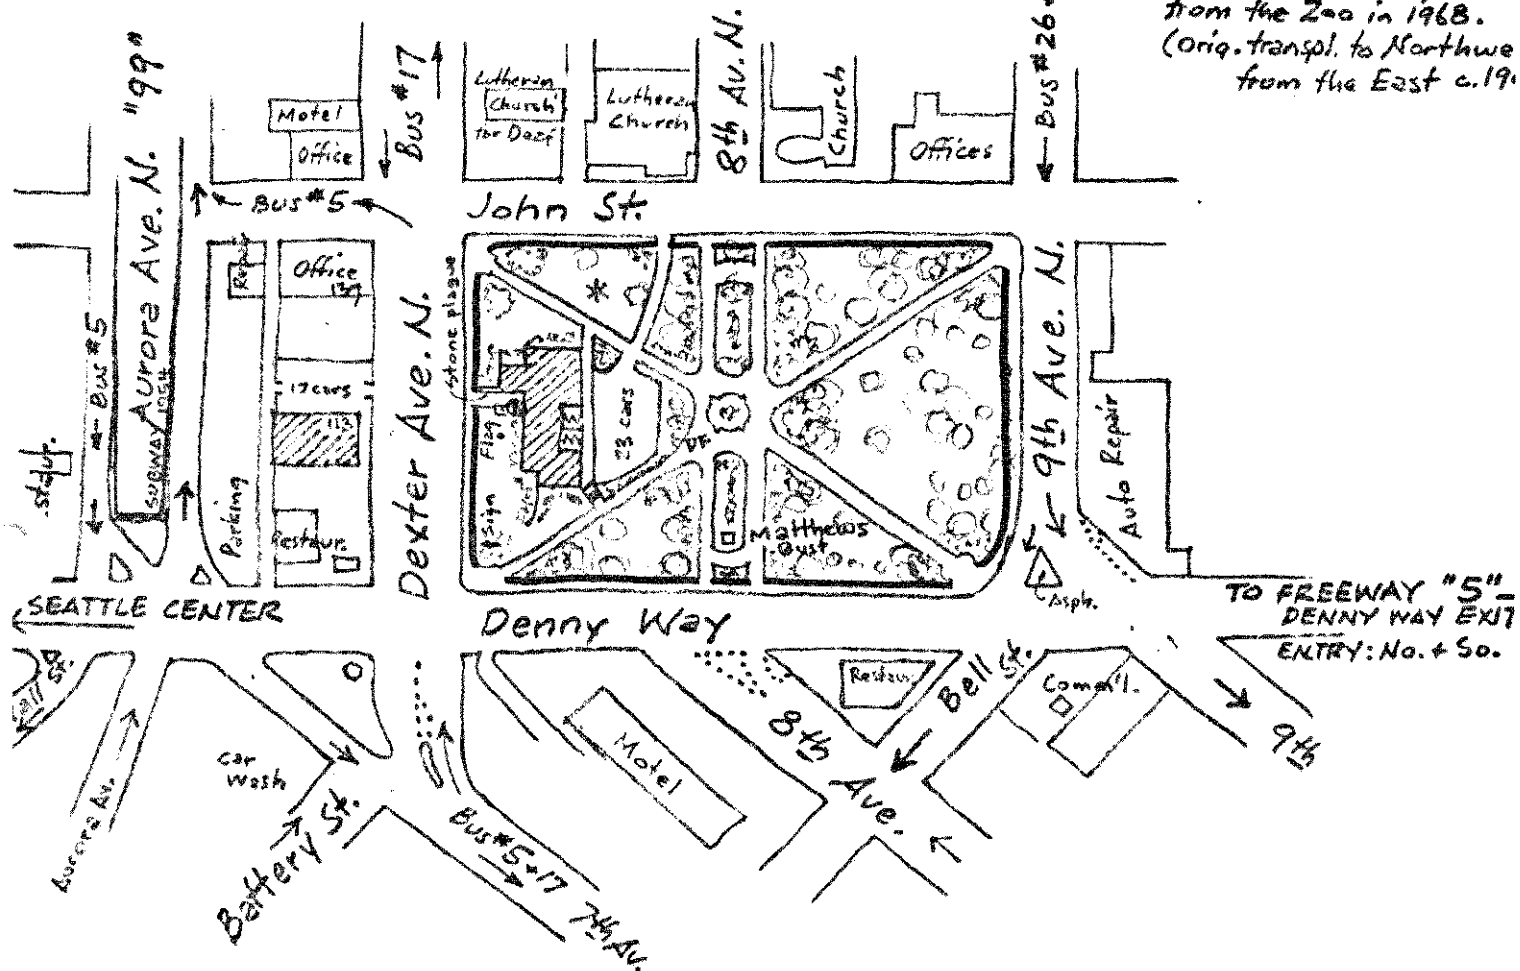 from the Zoo in 1968.
(Orig. transpl. to Northwe
from the East c.19
Aurora Ave. N. "99"
Motel
Office
Bus #17
Lutheran
Church
Lutheran
Church
8th Av. N.
Church
Offices
Bus #26
Bus #5
John St.
Repair
Office
Stone plaque
Dexter Ave. N.
17 cars
23 cars
Flag
Sign
DF.
Bus #5
SUBWAY 1954
Parking
Restaur.
Matthews
9th Ave. N.
Auto Repair
Asph.
SEATTLE CENTER
Denny Way
TO FREEWAY "5"
DENNY WAY EXIT
ENTRY: No. + So.
Restaur.
Bell St.
Comm'l.
9th
8th Ave.
Motel
Car
Wash
Aurora Av.
Battery St.
Bus #5+17
7th Av.